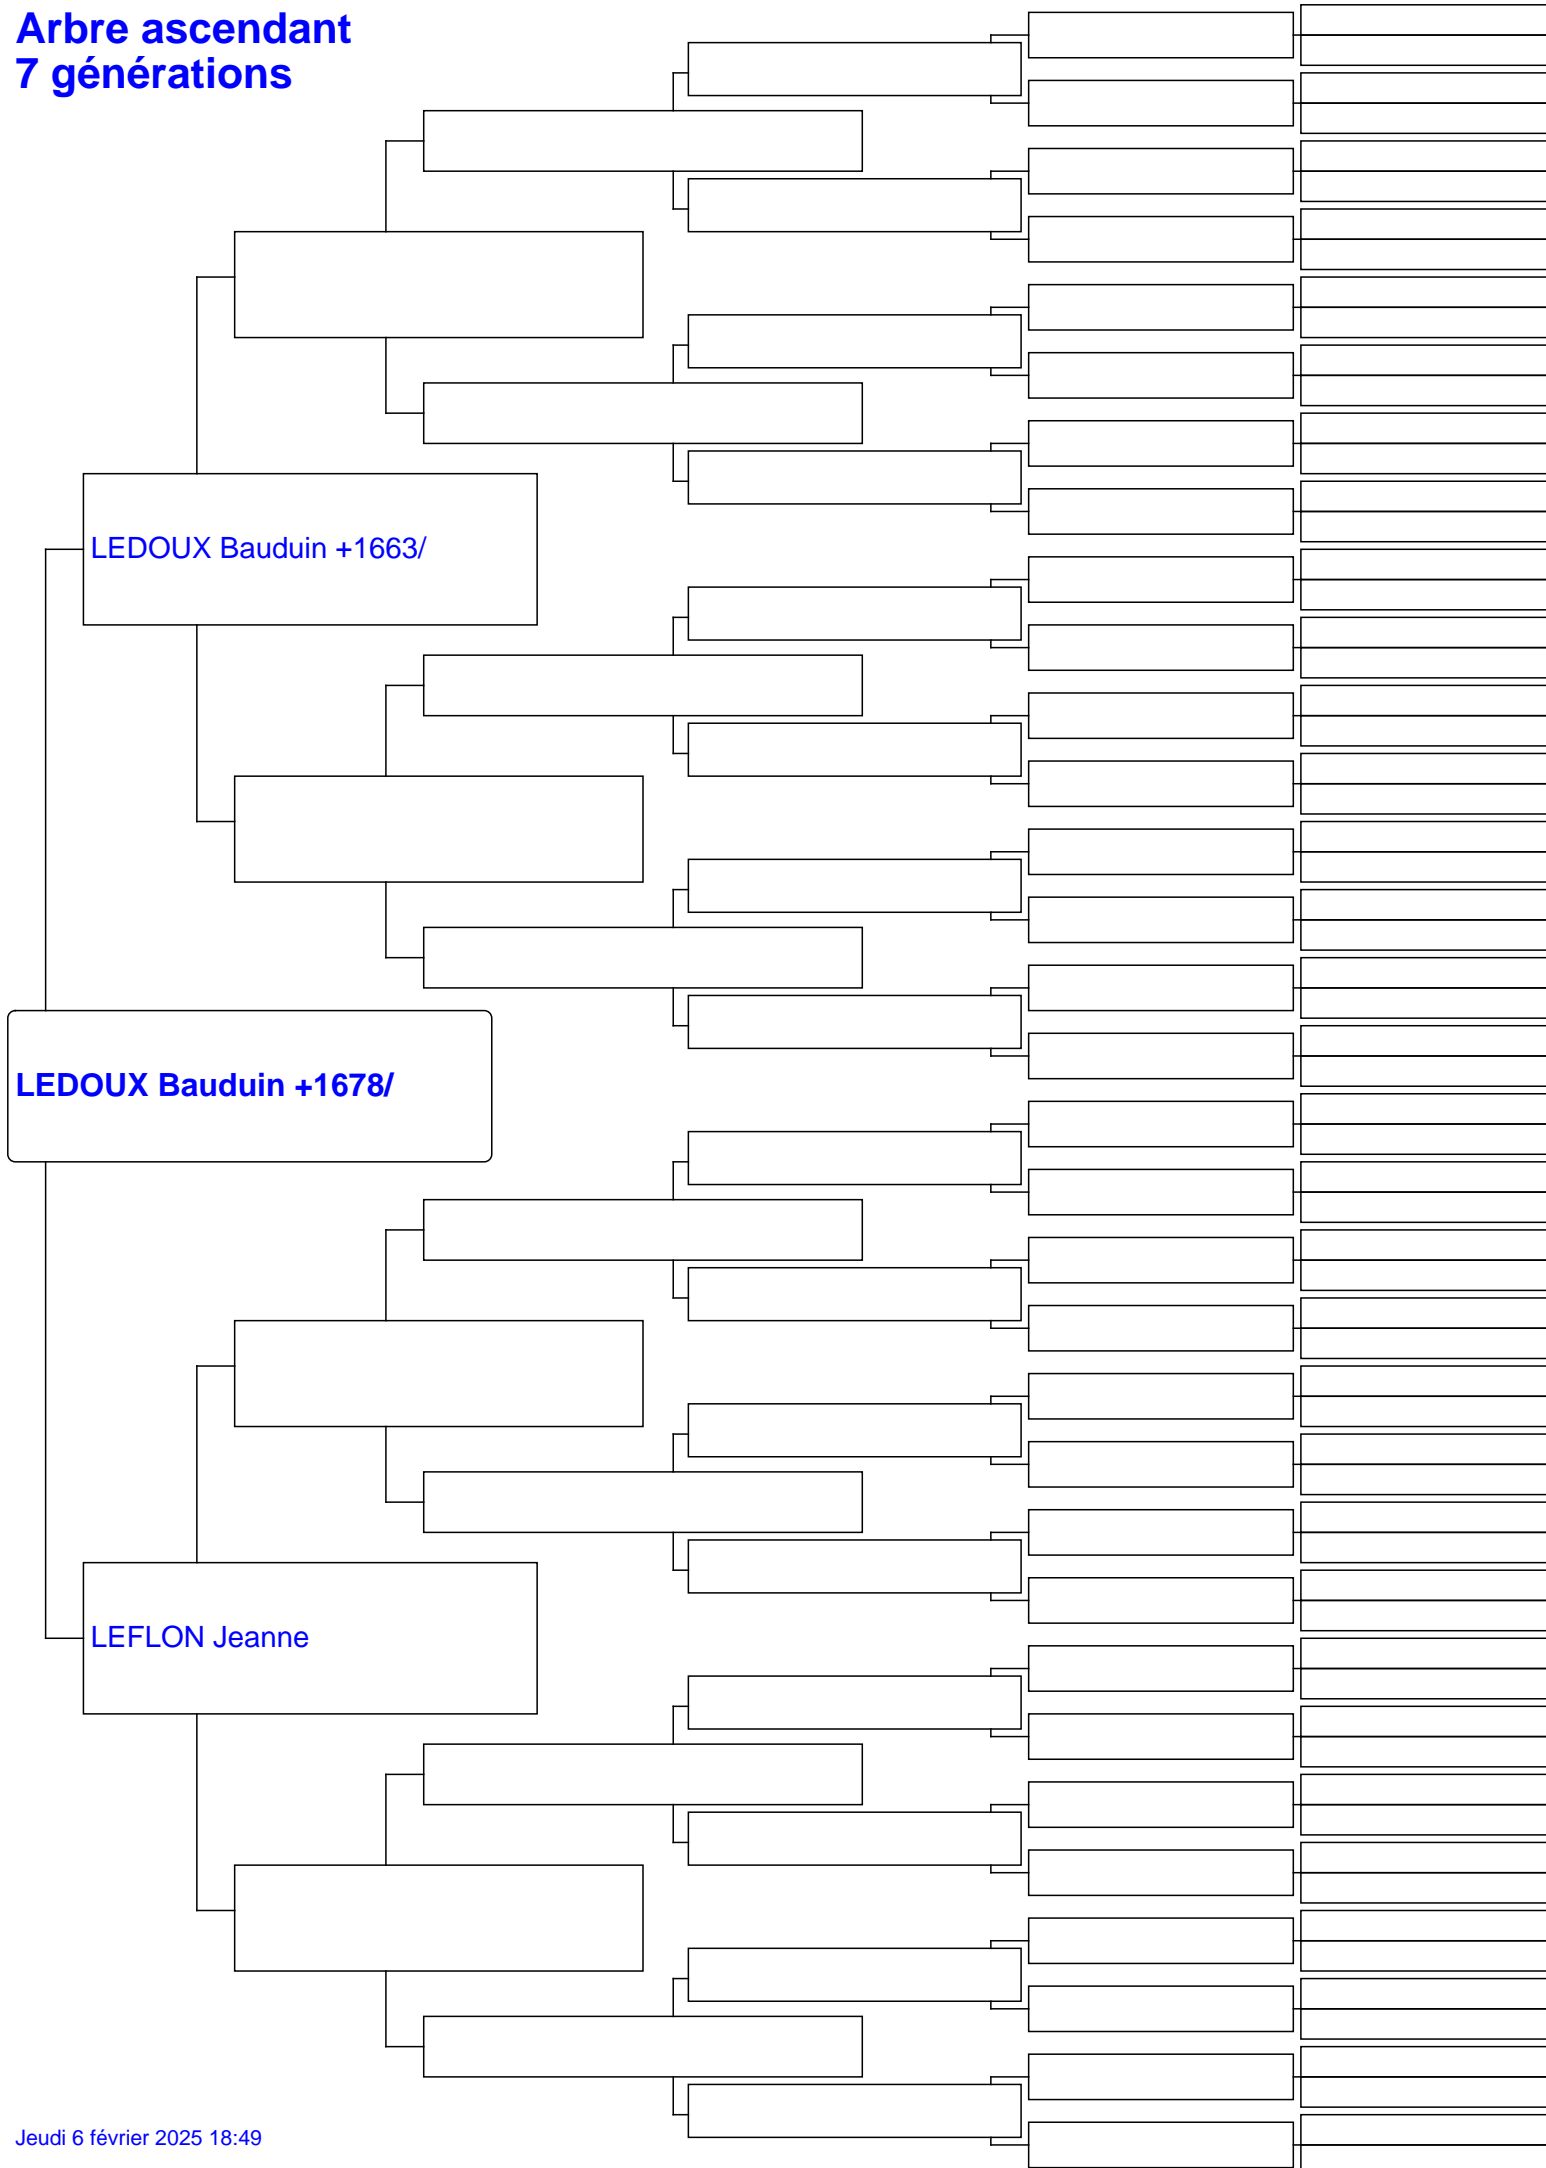 Arbre ascendant
7 générations
LEDOUX Bauduin +1663/
LEDOUX Bauduin +1678/
LEFLON Jeanne
Jeudi 6 février 2025 18:49